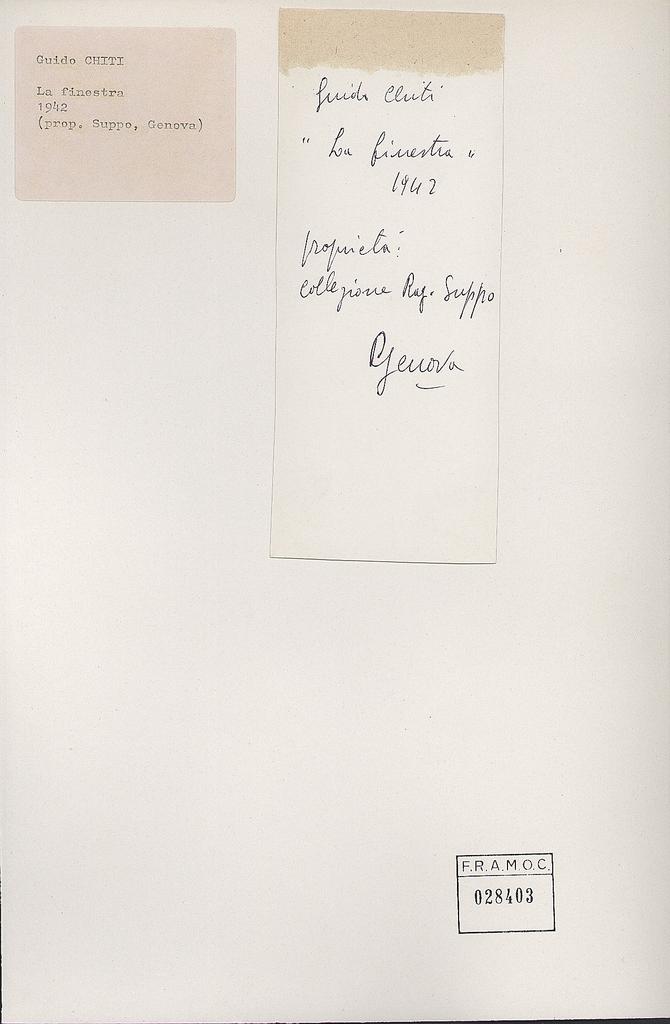 Guido CHITI
La finestra
1942
(prop. Suppo, Genova)
Guido Chiti
" La finestra "
1942
proprietà:
collezione Rag. Suppo
Genova
F.R.A.M.O.C.
028403